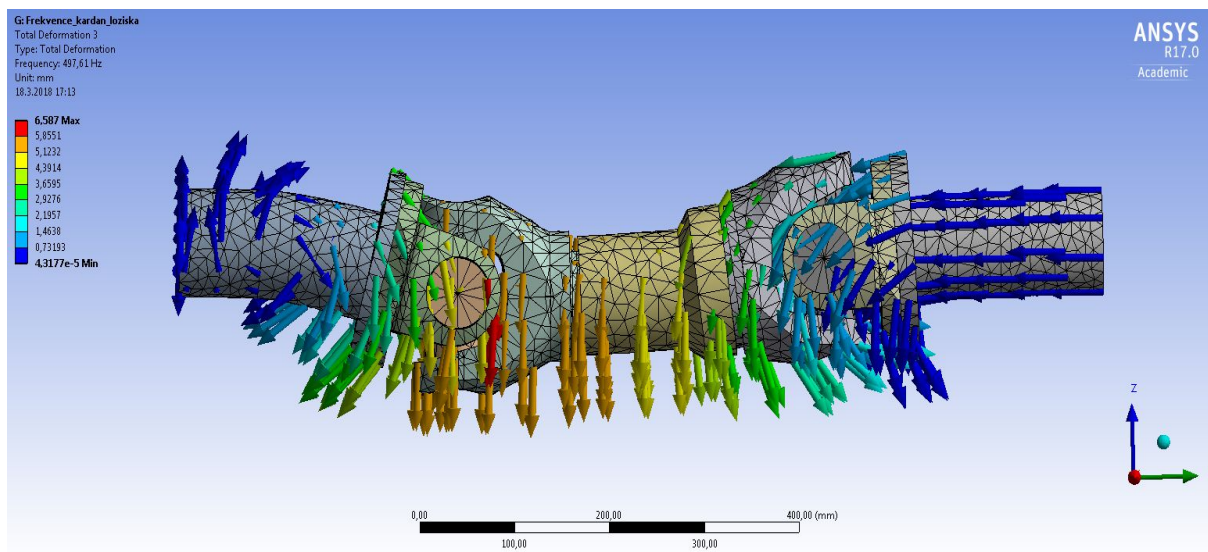 G: Frekvence_kardan_loziska
Total Deformation 3
Type: Total Deformation
Frequency: 497,61 Hz
Unit: mm
18.3.2018 17:13
6,587 Max
5,8551
5,1232
4,3914
3,6595
2,9276
2,1957
1,4638
0,73193
4,3177e-5 Min
ANSYS
R17.0
Academic
Z
0,00 200,00 400,00 (mm)
100,00 300,00